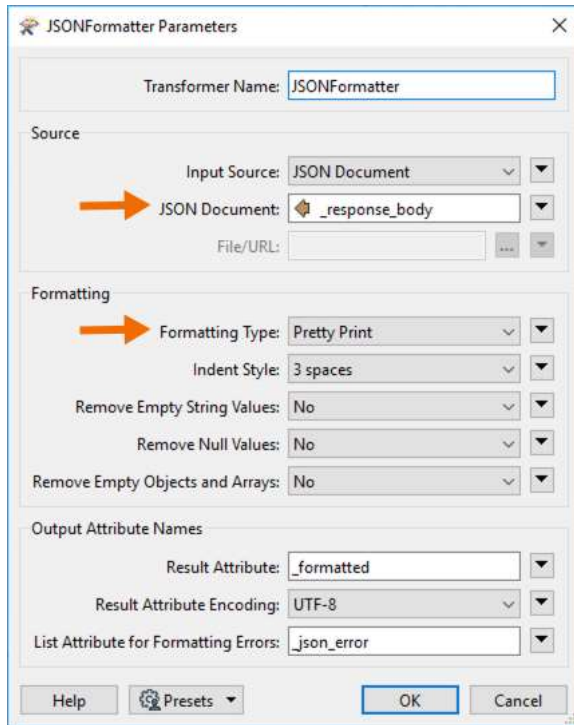 JSONFormatter Parameters
Transformer Name: JSONFormatter
Source
Input Source: JSON Document
JSON Document: _response_body
File/URL: ...
Formatting
Formatting Type: Pretty Print
Indent Style: 3 spaces
Remove Empty String Values: No
Remove Null Values: No
Remove Empty Objects and Arrays: No
Output Attribute Names
Result Attribute: _formatted
Result Attribute Encoding: UTF-8
List Attribute for Formatting Errors: _json_error
Help Presets OK Cancel